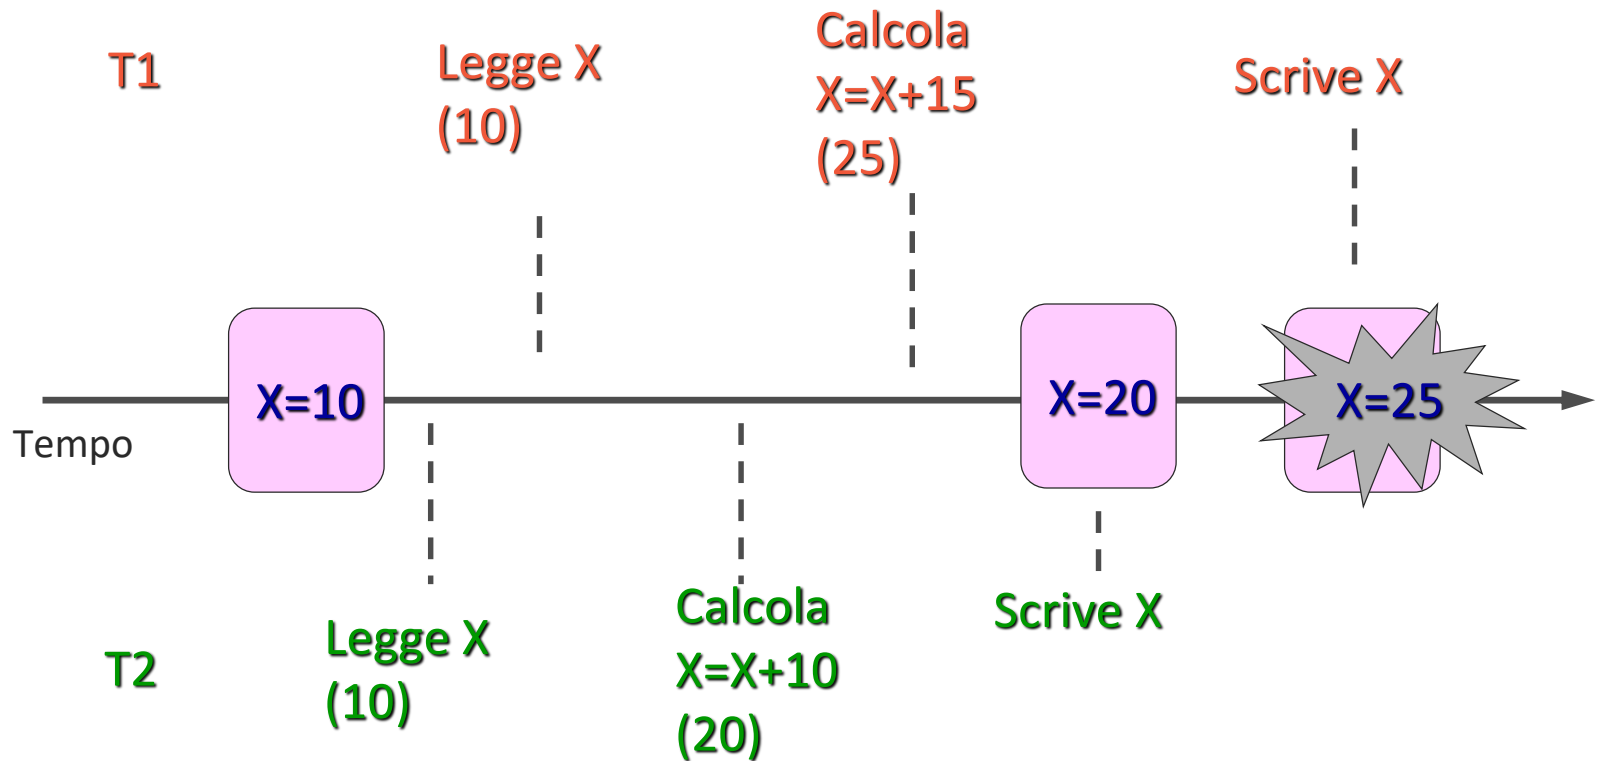 T1
Legge X
(10)
Calcola
X=X+15
(25)
Scrive X
X=10
X=20
X=25
Tempo
T2
Legge X
(10)
Calcola
X=X+10
(20)
Scrive X